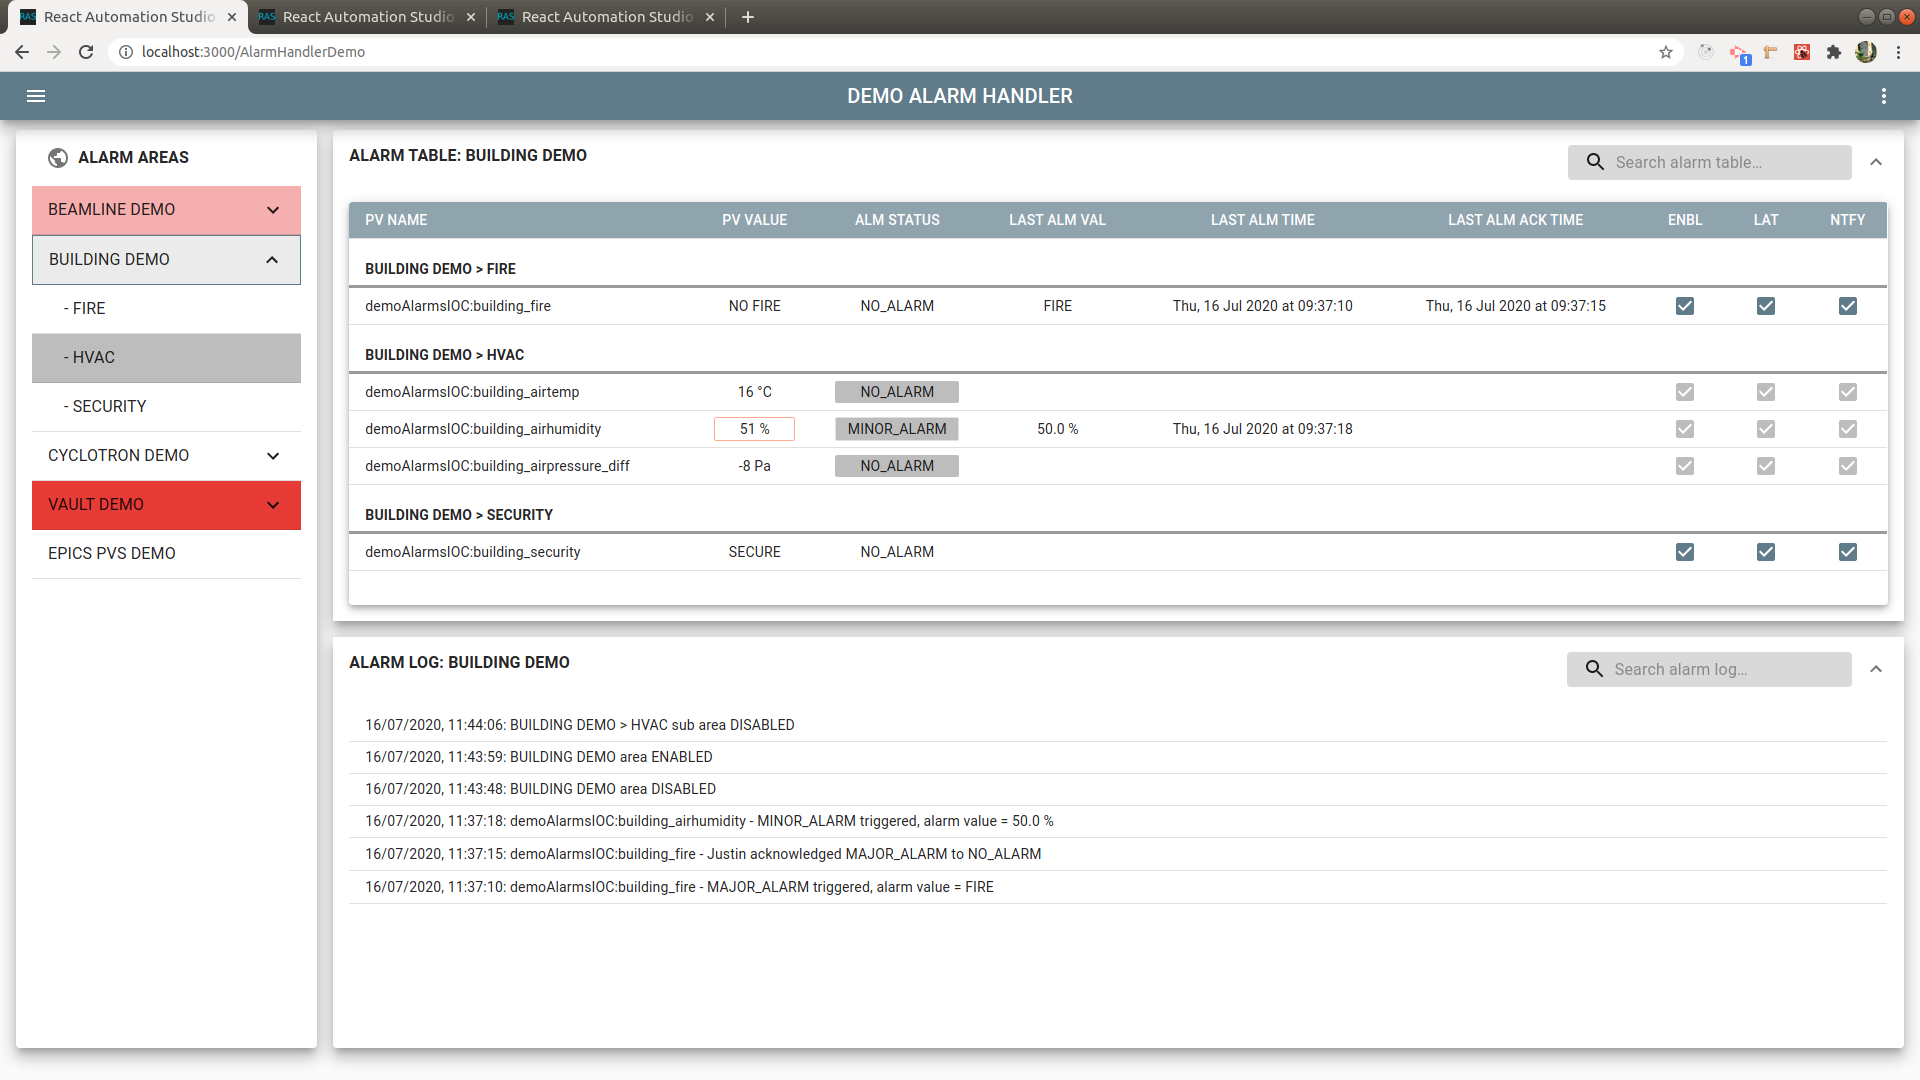 React Automation Studio
React Automation Studio
React Automation Studio
localhost:3000/AlarmHandlerDemo
1
DEMO ALARM HANDLER
ALARM AREAS
BEAMLINE DEMO
BUILDING DEMO
- FIRE
- HVAC
- SECURITY
CYCLOTRON DEMO
VAULT DEMO
EPICS PVS DEMO
ALARM TABLE: BUILDING DEMO
Search alarm table...
PV NAME PV VALUE ALM STATUS LAST ALM VAL LAST ALM TIME LAST ALM ACK TIME ENBL LAT NTFY
BUILDING DEMO > FIRE
demoAlarmsIOC:building_fire NO FIRE NO_ALARM FIRE Thu, 16 Jul 2020 at 09:37:10 Thu, 16 Jul 2020 at 09:37:15
BUILDING DEMO > HVAC
demoAlarmsIOC:building_airtemp 16 °C NO_ALARM
demoAlarmsIOC:building_airhumidity 51 % MINOR_ALARM 50.0 % Thu, 16 Jul 2020 at 09:37:18
demoAlarmsIOC:building_airpressure_diff -8 Pa NO_ALARM
BUILDING DEMO > SECURITY
demoAlarmsIOC:building_security SECURE NO_ALARM
ALARM LOG: BUILDING DEMO
Search alarm log...
16/07/2020, 11:44:06: BUILDING DEMO > HVAC sub area DISABLED
16/07/2020, 11:43:59: BUILDING DEMO area ENABLED
16/07/2020, 11:43:48: BUILDING DEMO area DISABLED
16/07/2020, 11:37:18: demoAlarmsIOC:building_airhumidity - MINOR_ALARM triggered, alarm value = 50.0 %
16/07/2020, 11:37:15: demoAlarmsIOC:building_fire - Justin acknowledged MAJOR_ALARM to NO_ALARM
16/07/2020, 11:37:10: demoAlarmsIOC:building_fire - MAJOR_ALARM triggered, alarm value = FIRE